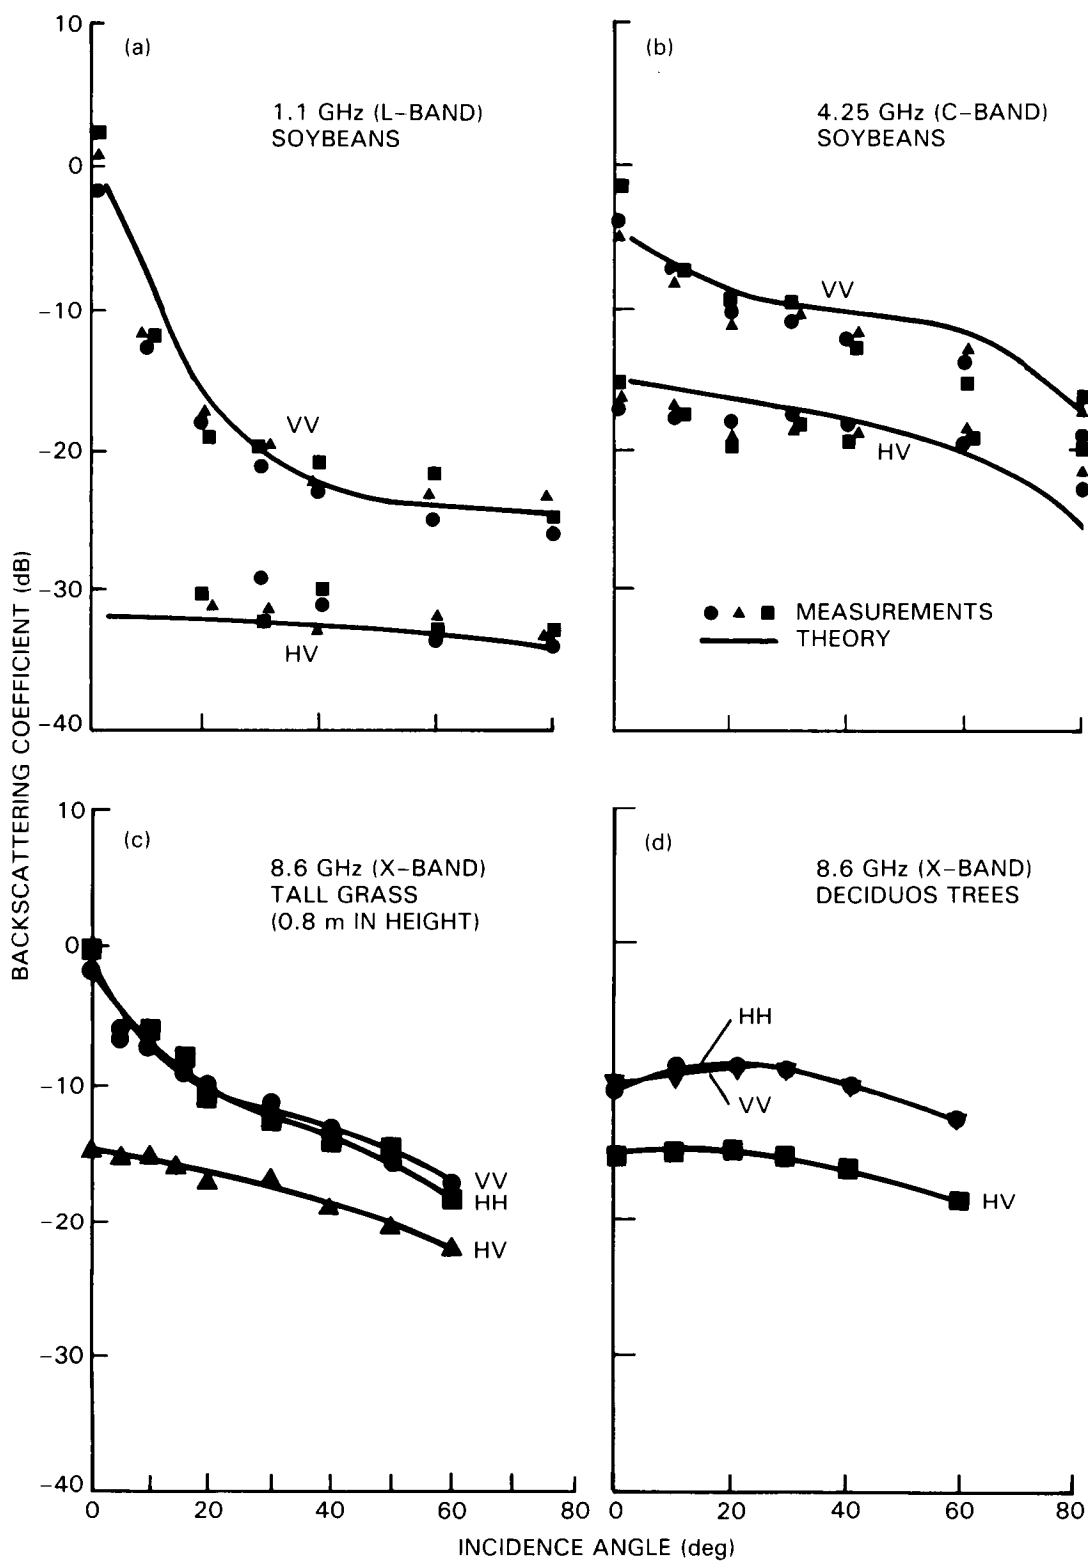 (a)
1.1 GHz (L-BAND)
SOYBEANS
VV
HV
10
0
-10
-20
-30
-40
(b)
4.25 GHz (C-BAND)
SOYBEANS
VV
HV
MEASUREMENTS
THEORY
BACKSCATTERING COEFFICIENT (dB)
(c)
8.6 GHz (X-BAND)
TALL GRASS
(0.8 m IN HEIGHT)
VV
HH
HV
10
0
-10
-20
-30
-40
0
20
40
60
80
(d)
8.6 GHz (X-BAND)
DECIDUOS TREES
HH
VV
HV
0
20
40
60
80
INCIDENCE ANGLE (deg)